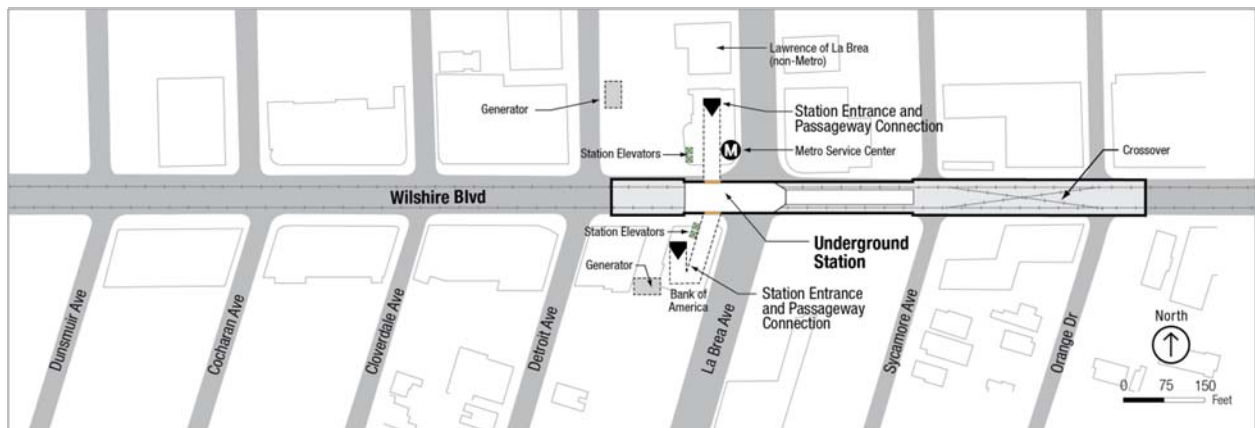 Lawrence of La Brea
(non-Metro)
Generator
Station Entrance and
Passageway Connection
Station Elevators
M
Metro Service Center
Crossover
Wilshire Blvd
Station Elevators
Underground
Station
Generator
Bank of
America
Station Entrance
and Passageway
Connection
Dunsmuir Ave
Cocharan Ave
Cloverdale Ave
Detroit Ave
La Brea Ave
Sycamore Ave
Orange Dr
North
0 75 150
Feet